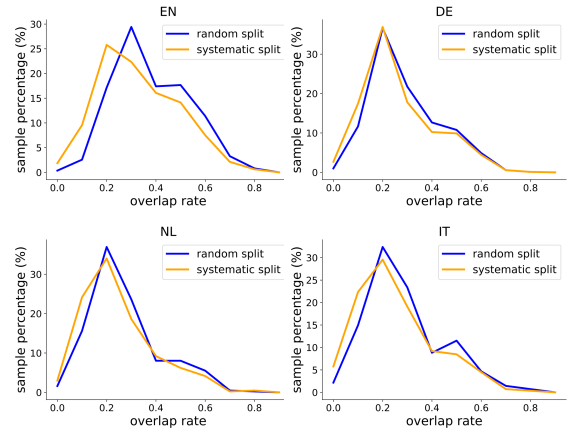 EN
sample percentage (%)
30
25
20
15
10
5
0
random split
systematic split
0.0 0.2 0.4 0.6 0.8
overlap rate
DE
sample percentage (%)
30
20
10
0
random split
systematic split
0.0 0.2 0.4 0.6 0.8
overlap rate
NL
sample percentage (%)
30
20
10
0
random split
systematic split
0.0 0.2 0.4 0.6 0.8
overlap rate
IT
sample percentage (%)
30
25
20
15
10
5
0
random split
systematic split
0.0 0.2 0.4 0.6 0.8
overlap rate